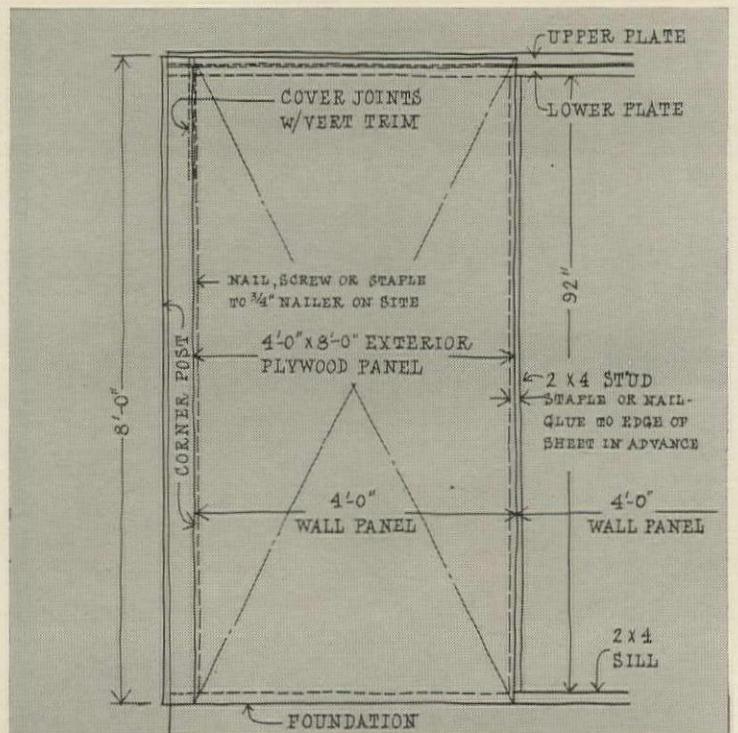 UPPER PLATE
COVER JOINTS
W/VERT TRIM
LOWER PLATE
NAIL, SCREW OR STAPLE
TO 3/4" NAILER ON SITE
92"
4'-0" X 8'-0" EXTERIOR
PLYWOOD PANEL
CORNER POST
8'-0"
2 X 4 STUD
STAPLE OR NAIL-
GLUE TO EDGE OF
SHEET IN ADVANCE
4'-0"
WALL PANEL
4'-0"
WALL PANEL
2 X 4
SILL
FOUNDATION